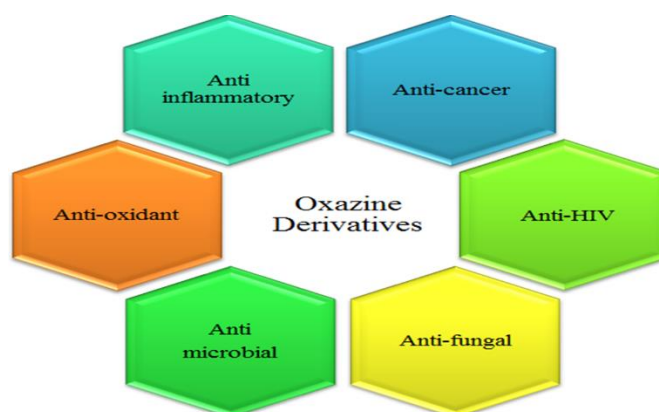 Anti
inflammatory
Anti-cancer
Anti-oxidant
Oxazine
Derivatives
Anti-HIV
Anti
microbial
Anti-fungal